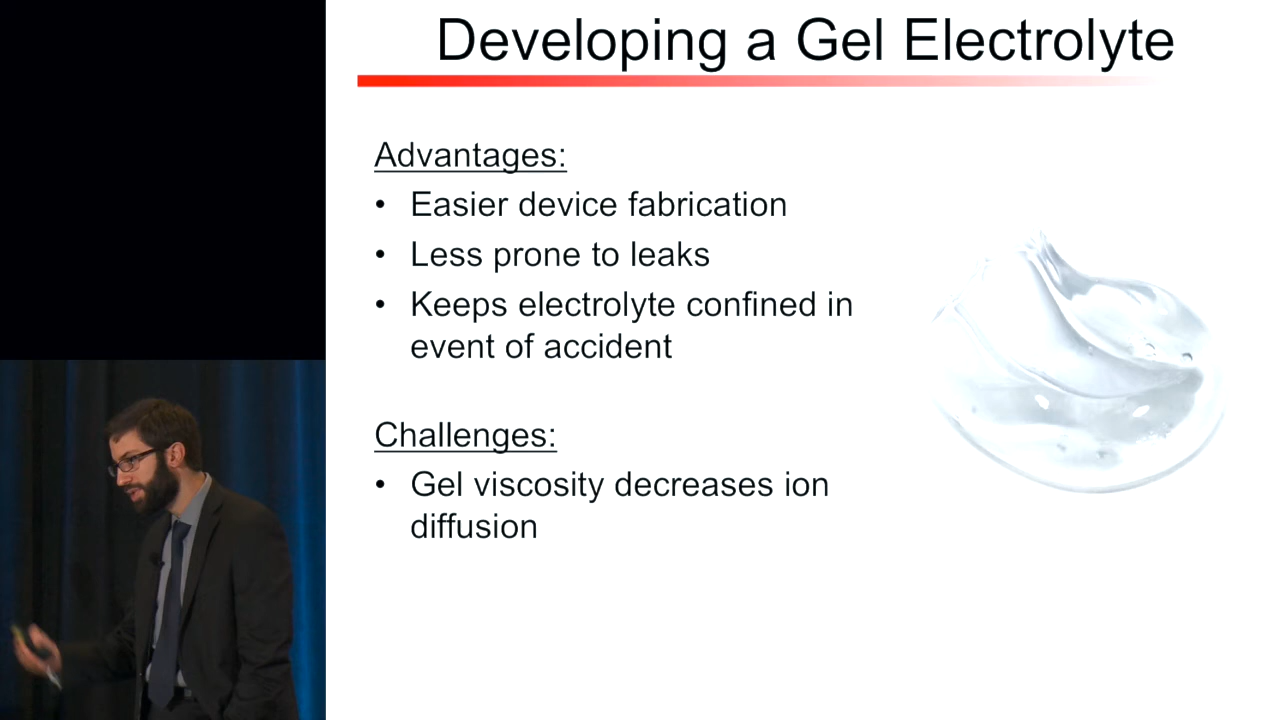 Developing a Gel Electrolyte
Advantages:
• Easier device fabrication
• Less prone to leaks
• Keeps electrolyte confined in
event of accident
Challenges:
• Gel viscosity decreases ion
diffusion